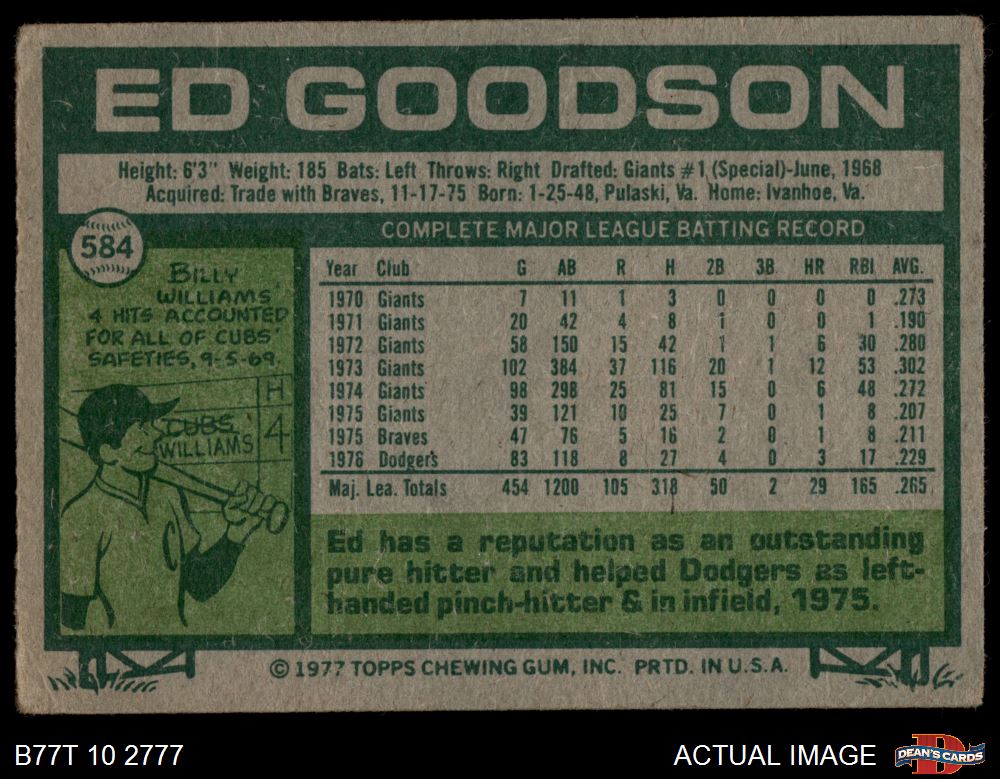 ED GOODSON
Height: 6'3" Weight: 185 Bats: Left Throws: Right Drafted: Giants #1 (Special)-June, 1968
Acquired: Trade with Braves, 11-17-75 Born: 1-25-48, Pulaski, Va. Home: Ivanhoe, Va.
584
BILLY
WILLIAMS'
4 HITS ACCOUNTED
FOR ALL OF CUBS'
SAFETIES, 9-5-69.
H
CUBS
WILLIAMS 4
COMPLETE MAJOR LEAGUE BATTING RECORD
Year Club G AB R H 2B 3B HR RBI AVG.
1970 Giants 7 11 1 3 0 0 0 0 .273
1971 Giants 20 42 4 8 1 0 0 1 .190
1972 Giants 58 150 15 42 1 1 6 30 .280
1973 Giants 102 384 37 116 20 1 12 53 .302
1974 Giants 98 298 25 81 15 0 6 48 .272
1975 Giants 39 121 10 25 7 0 1 8 .207
1975 Braves 47 76 5 16 2 0 1 8 .211
1976 Dodgers 83 118 8 27 4 0 3 17 .229
Maj. Lea. Totals 454 1200 105 318 50 2 29 165 .265
Ed has a reputation as an outstanding
pure hitter and helped Dodgers as left-
handed pinch-hitter & in infield, 1975.
© 1977 TOPPS CHEWING GUM, INC. PRTD. IN U.S.A.
B77T 10 2777
ACTUAL IMAGE
D
DEAN'S CARDS